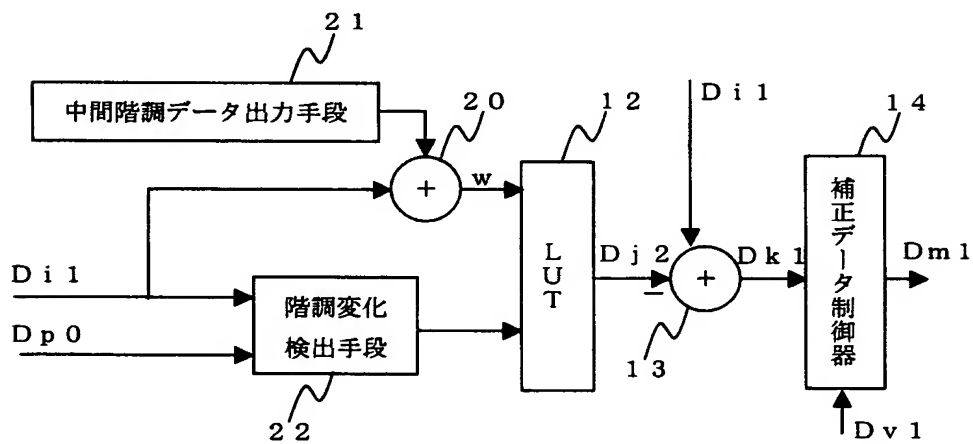 21
中間階調データ出力手段
20
+
w
12
LUT
Di1
14
補正データ制御器
Dj2
−
+
Dk1
Dm1
13
Di1
Dp0
階調変化
検出手段
22
Dv1